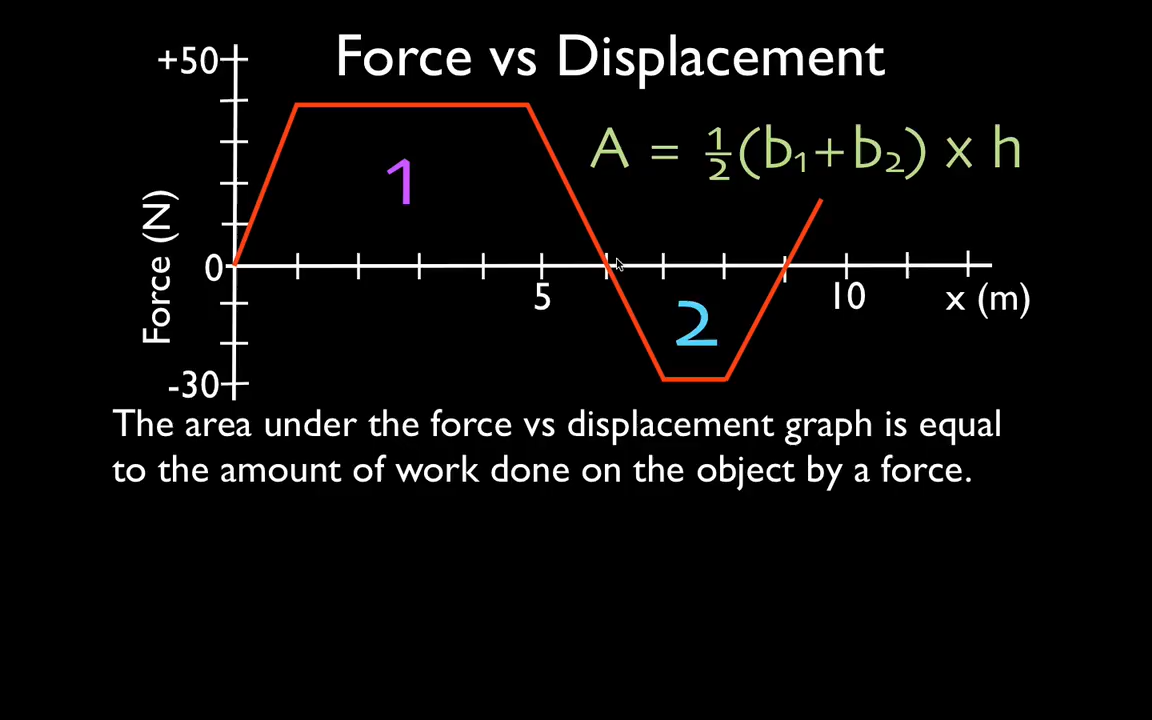 Force vs Displacement
+50
A = ½(b₁+b₂) x h
1
Force (N)
0
5
10
x (m)
2
-30
The area under the force vs displacement graph is equal
to the amount of work done on the object by a force.